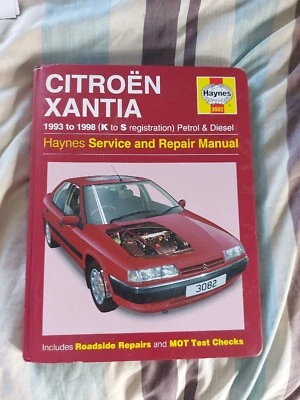 CITROËN
XANTIA
Haynes
3082
1993 to 1998 (K to S registration) Petrol & Diesel
Haynes Service and Repair Manual
3082
Includes Roadside Repairs and MOT Test Checks